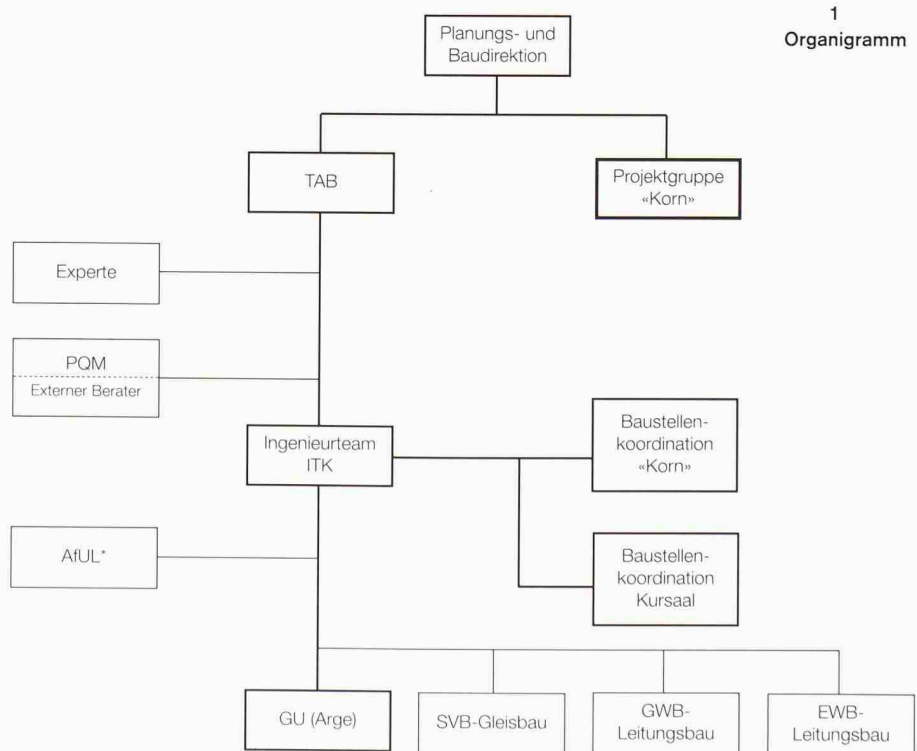 1
Organigramm
Planungs- und
Baudirektion
TAB
Projektgruppe
«Korn»
Experte
PQM
Externer Berater
Ingenieurteam
ITK
Baustellen-
koordination
«Korn»
AfUL*
Baustellen-
koordination
Kursaal
GU (Arge)
SVB-Gleisbau
GWB-
Leitungsbau
EWB-
Leitungsbau